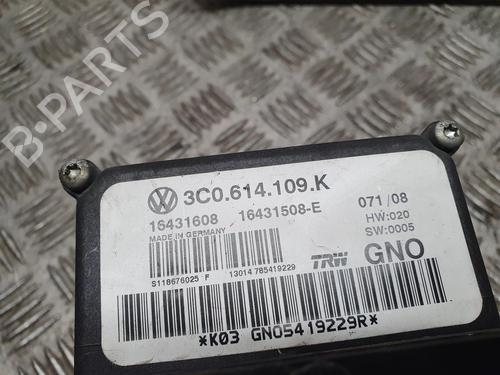 B-PARTS
3C0.614.109.K
16431608 16431508-E
071/08
MADE IN GERMANY
HW:020
SW:0005
S118676025 F
13014 785419229
TRW
GNO
*K03 GNO5419229R*